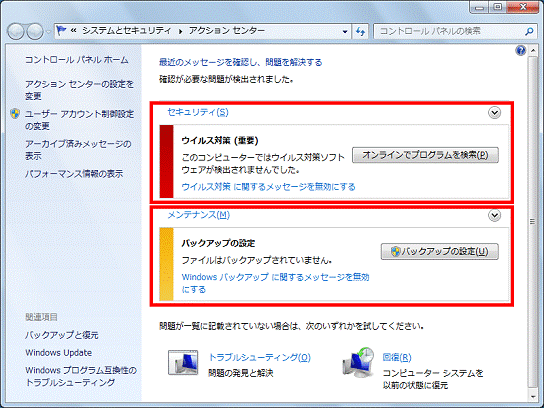 « システムとセキュリティ ▸ アクション センター
コントロール パネルの検索
コントロール パネル ホーム
アクション センターの設定を
変更
ユーザー アカウント制御設定
の変更
アーカイブ済みメッセージの
表示
パフォーマンス情報の表示
最近のメッセージを確認し、問題を解決する
確認が必要な問題が検出されました。
セキュリティ(S)
ウイルス対策 (重要)
このコンピューターではウイルス対策ソフト
ウェアが検出されませんでした。
オンラインでプログラムを検索(P)
ウイルス対策 に関するメッセージを無効にする
メンテナンス(M)
バックアップの設定
ファイルはバックアップされていません。
バックアップの設定(U)
Windows バックアップ に関するメッセージを無効
にする
問題が一覧に記載されていない場合は、次のいずれかを試してください。
トラブルシューティング(O)
問題の発見と解決
回復(R)
コンピューター システムを
以前の状態に復元
関連項目
バックアップと復元
Windows Update
Windows プログラム互換性の
トラブルシューティング